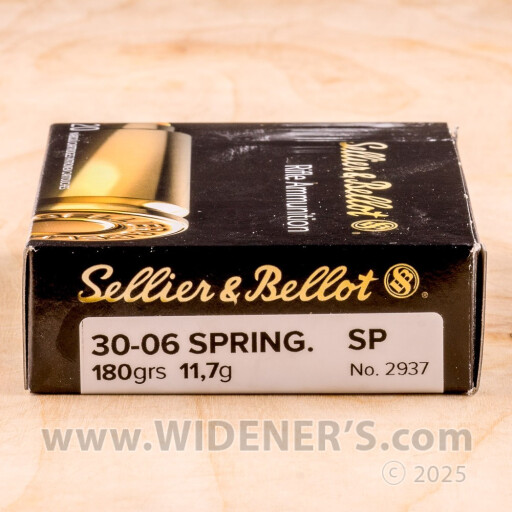 Sellier & Bellot
Rifle Ammunition
20
Sellier & Bellot
30-06 SPRING. SP
180grs 11,7g No. 2937
www.WIDENER'S.com
© 2025